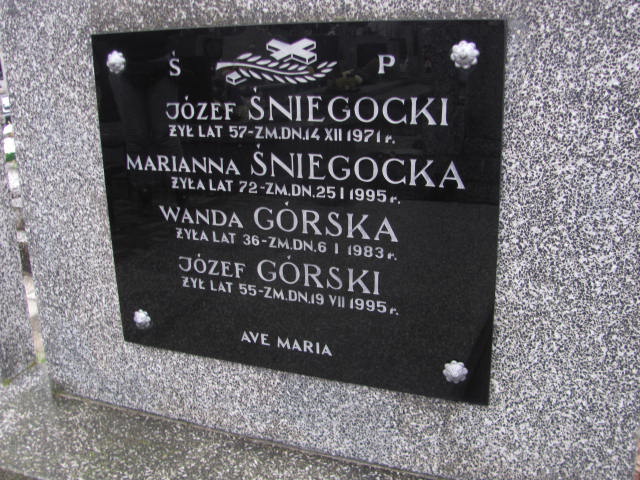 Ś P
JÓZEF ŚNIEGOCKI
ŻYŁ LAT 57-ZM.DN.14 XII 1971 r.
MARIANNA ŚNIEGOCKA
ŻYŁA LAT 72-ZM.DN.25 I 1995 r.
WANDA GÓRSKA
ŻYŁA LAT 36-ZM.DN.6 I 1983 r.
JÓZEF GÓRSKI
ŻYŁ LAT 55-ZM.DN.19 VII 1995 r.
AVE MARIA